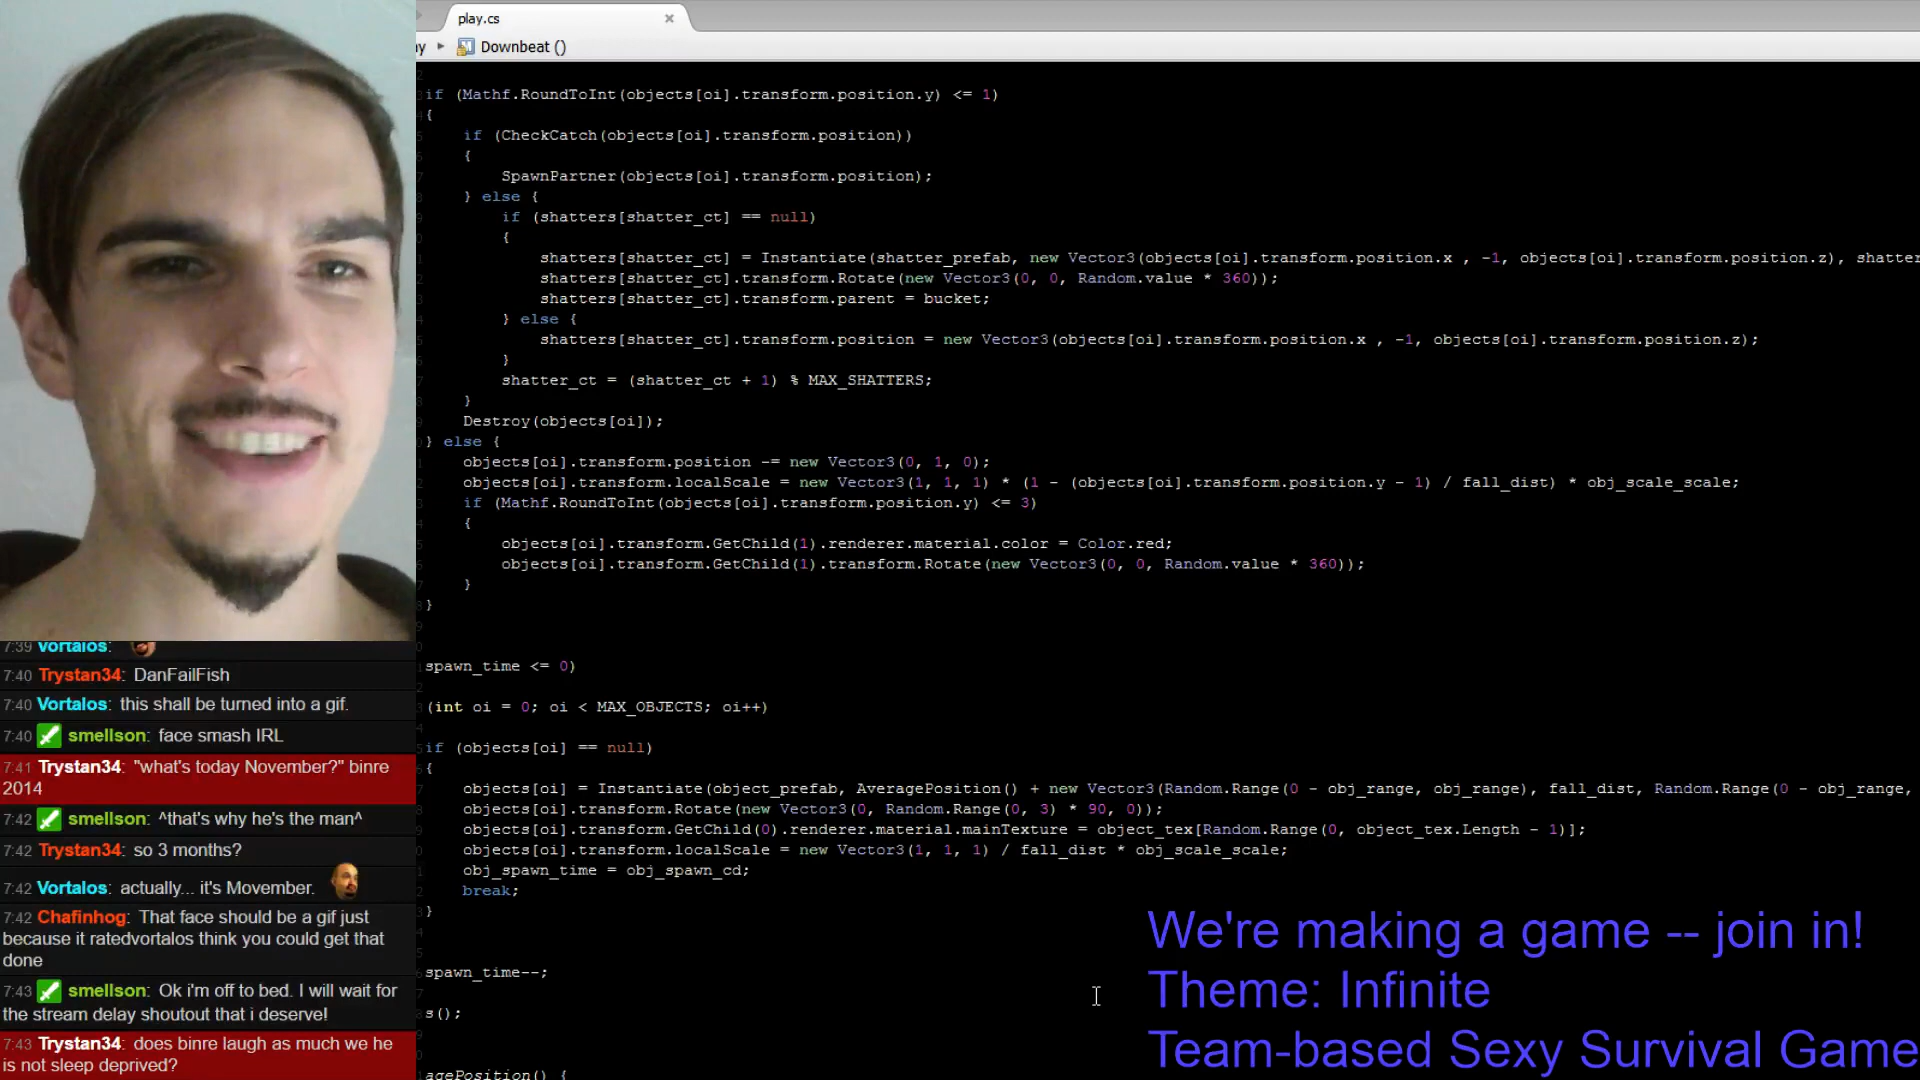 play.cs
Downbeat ()
if (Mathf.RoundToInt(objects[oi].transform.position.y) <= 1)
{
if (CheckCatch(objects[oi].transform.position))
{
SpawnPartner(objects[oi].transform.position);
} else {
if (shatters[shatter_ct] == null)
{
shatters[shatter_ct] = Instantiate(shatter_prefab, new Vector3(objects[oi].transform.position.x , -1, objects[oi].transform.position.z), shatter
shatters[shatter_ct].transform.Rotate(new Vector3(0, 0, Random.value * 360));
shatters[shatter_ct].transform.parent = bucket;
} else {
shatters[shatter_ct].transform.position = new Vector3(objects[oi].transform.position.x , -1, objects[oi].transform.position.z);
}
shatter_ct = (shatter_ct + 1) % MAX_SHATTERS;
}
Destroy(objects[oi]);
} else {
objects[oi].transform.position -= new Vector3(0, 1, 0);
objects[oi].transform.localScale = new Vector3(1, 1, 1) * (1 - (objects[oi].transform.position.y - 1) / fall_dist) * obj_scale_scale;
if (Mathf.RoundToInt(objects[oi].transform.position.y) <= 3)
{
objects[oi].transform.GetChild(1).renderer.material.color = Color.red;
objects[oi].transform.GetChild(1).transform.Rotate(new Vector3(0, 0, Random.value * 360));
}
}
spawn_time <= 0)
(int oi = 0; oi < MAX_OBJECTS; oi++)
if (objects[oi] == null)
{
objects[oi] = Instantiate(object_prefab, AveragePosition() + new Vector3(Random.Range(0 - obj_range, obj_range), fall_dist, Random.Range(0 - obj_range,
objects[oi].transform.Rotate(new Vector3(0, Random.Range(0, 3) * 90, 0));
objects[oi].transform.GetChild(0).renderer.material.mainTexture = object_tex[Random.Range(0, object_tex.Length - 1)];
objects[oi].transform.localScale = new Vector3(1, 1, 1) / fall_dist * obj_scale_scale;
obj_spawn_time = obj_spawn_cd;
break;
}
spawn_time--;
s();
agePosition() {
7:39 Vortalos:
7:40 Trystan34: DanFailFish
7:40 Vortalos: this shall be turned into a gif.
7:40 smellson: face smash IRL
7:41 Trystan34: "what's today November?" binre
2014
7:42 smellson: ^that's why he's the man^
7:42 Trystan34: so 3 months?
7:42 Vortalos: actually... it's Movember.
7:42 Chafinhog: That face should be a gif just
because it ratedvortalos think you could get that
done
7:43 smellson: Ok i'm off to bed. I will wait for
the stream delay shoutout that i deserve!
7:43 Trystan34: does binre laugh as much we he
is not sleep deprived?
We're making a game -- join in!
Theme: Infinite
Team-based Sexy Survival Game